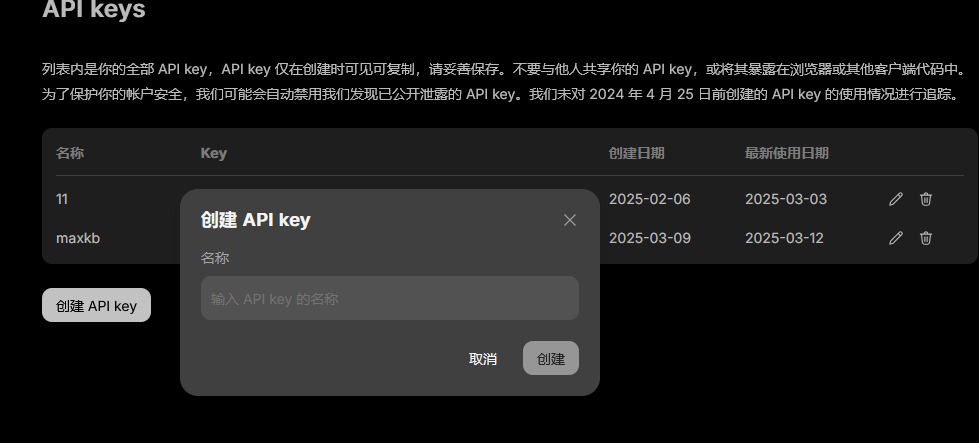 API keys
列表内是你的全部 API key，API key 仅在创建时可见可复制，请妥善保存。不要与他人共享你的 API key，或将其暴露在浏览器或其他客户端代码中。
为了保护你的帐户安全，我们可能会自动禁用我们发现已公开泄露的 API key。我们未对 2024 年 4 月 25 日前创建的 API key 的使用情况进行追踪。
名称 Key 创建日期 最新使用日期
11 2025-02-06 2025-03-03
maxkb 2025-03-09 2025-03-12
创建 API key
创建 API key
名称
输入 API key 的名称
取消 创建